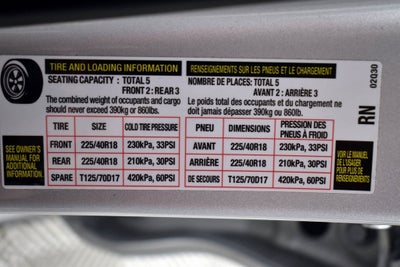 TIRE AND LOADING INFORMATION
SEATING CAPACITY : TOTAL 5
FRONT 2 : REAR 3
The combined weight of occupants and cargo
should never exceed 390kg or 860lbs.
TIRE SIZE COLD TIRE PRESSURE
FRONT 225/40R18 230kPa, 33PSI
REAR 225/40R18 210kPa, 30PSI
SPARE T125/70D17 420kPa, 60PSI
SEE OWNER'S
MANUAL FOR
ADDITIONAL
INFORMATION
RENSEIGNEMENTS SUR LES PNEUS ET LE CHARGEMENT
NOMBRE DE PLACES: TOTAL 5
AVANT 2 : ARRIÈRE 3
Le poids total des occupants et du chargement ne
doit jamais dépasser 390kg ou 860lb.
PNEU DIMENSIONS PRESSION DES
PNEUS À FROID
AVANT 225/40R18 230kPa, 33PSI
ARRIÈRE 225/40R18 210kPa, 30PSI
DE SECOURS T125/70D17 420kPa, 60PSI
VOIR LE MANUEL
DE L'USAGER
POUR PLUS DE
RENSEIGNEMENTS
02030
RN